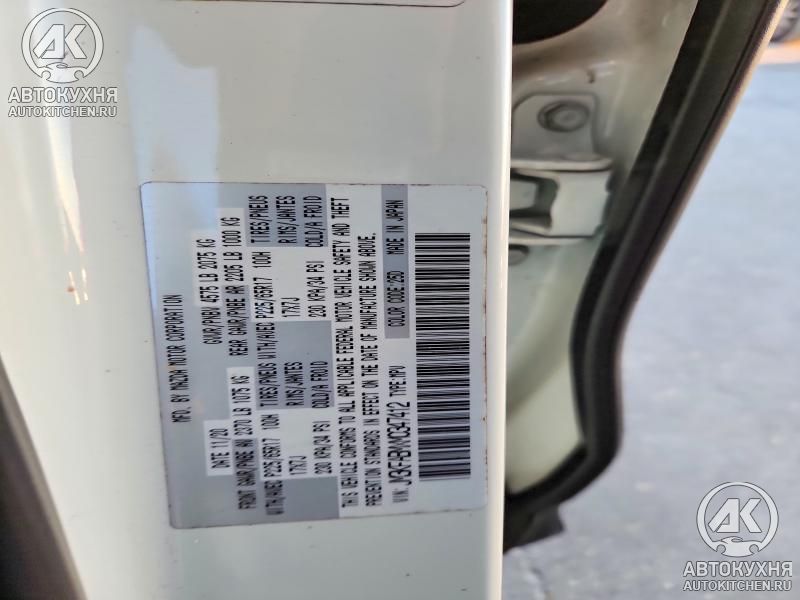 АВТОКУХНЯ
AUTOKITCHEN.RU
MFD. BY MAZDA MOTOR CORPORATION
DATE 11/20 GVWR/PNBV 4575 LB 2075 KG
FRONT GAWR/PNBE AV 2370 LB 1075 KG REAR GAWR/PNBE AR 2205 LB 1000 KG
WITH/AVEC P225/65R17 100H TIRES/PNEUS WITH/AVEC P225/65R17 100H TIRES/PNEUS
17X7J RIMS/JANTES 17X7J RIMS/JANTES
230 KPA/34 PSI COLD/A FROID 230 KPA/34 PSI COLD/A FROID
THIS VEHICLE CONFORMS TO ALL APPLICABLE FEDERAL MOTOR VEHICLE SAFETY AND THEFT
PREVENTION STANDARDS IN EFFECT ON THE DATE OF MANUFACTURE SHOWN ABOVE.
VIN: TYPE:MPU COLOR CODE:25D MADE IN JAPAN
АВТОКУХНЯ
AUTOKITCHEN.RU